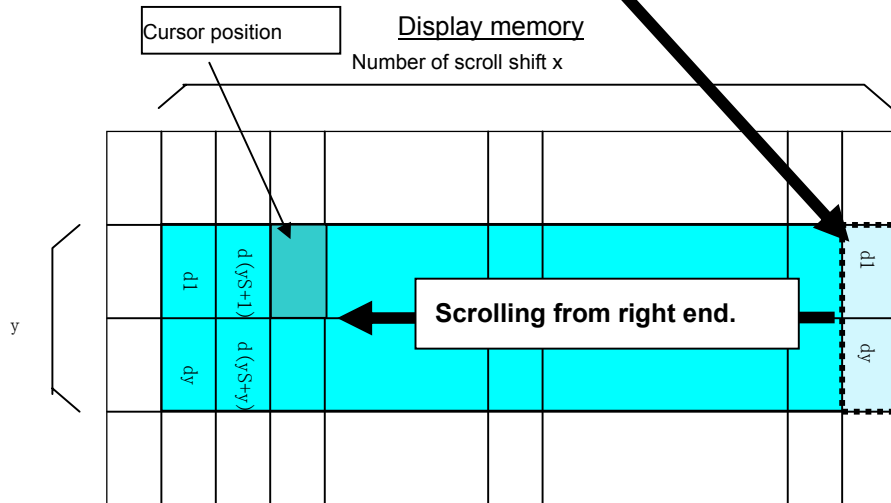 Cursor position
Display memory
Number of scroll shift x
d1
d(yS+1)
d1
Scrolling from right end.
y
dy
d(yS+y)
dy